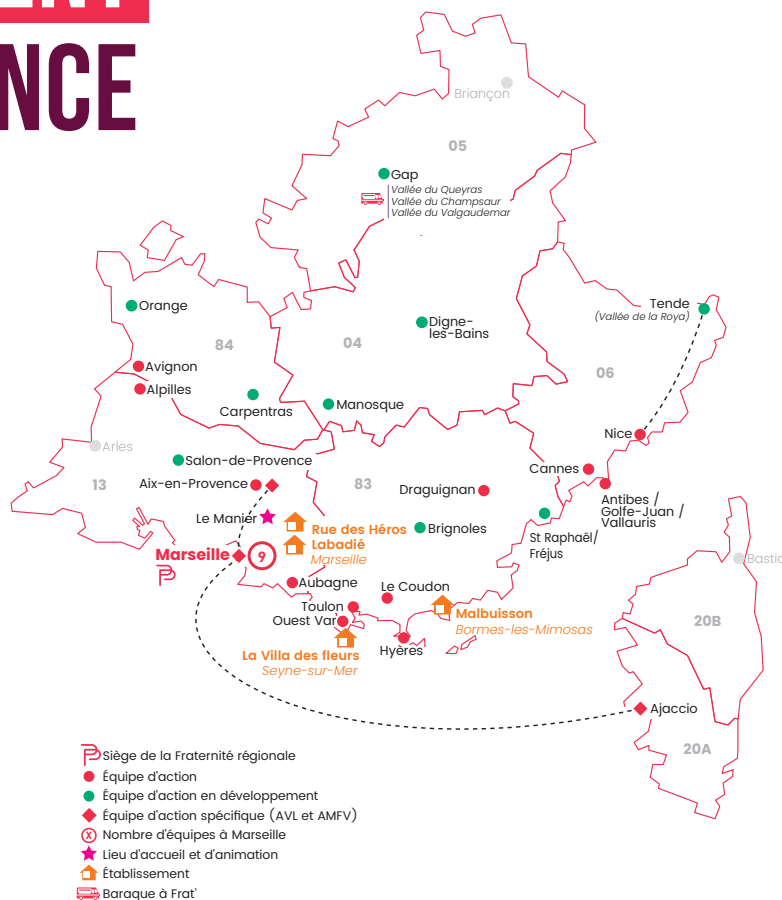 NCE
Briançon
05
Gap
Vallée du Queyras
Vallée du Champsaur
Vallée du Valgaudemar
Orange
Tende
(Vallée de la Roya)
Digne-
les-Bains
84
04
Avignon
06
Alpilles
Carpentras
Manosque
Nice
Arles
Salon-de-Provence
Cannes
13
Aix-en-Provence
83
Draguignan
Antibes /
Golfe-Juan /
Vallauris
Le Manier
Rue des Héros
Labadié
Marseille
Brignoles
St Raphaël/
Fréjus
Marseille
9
Bastic
Aubagne
Le Coudon
Toulon
Ouest Var
Malbuisson
Bormes-les-Mimosas
20B
La Villa des fleurs
Seyne-sur-Mer
Hyères
Ajaccio
20A
Siège de la Fraternité régionale
Équipe d'action
Équipe d'action en développement
Équipe d'action spécifique (AVL et AMFV)
X Nombre d'équipes à Marseille
Lieu d'accueil et d'animation
Établissement
Baraque à Frat'